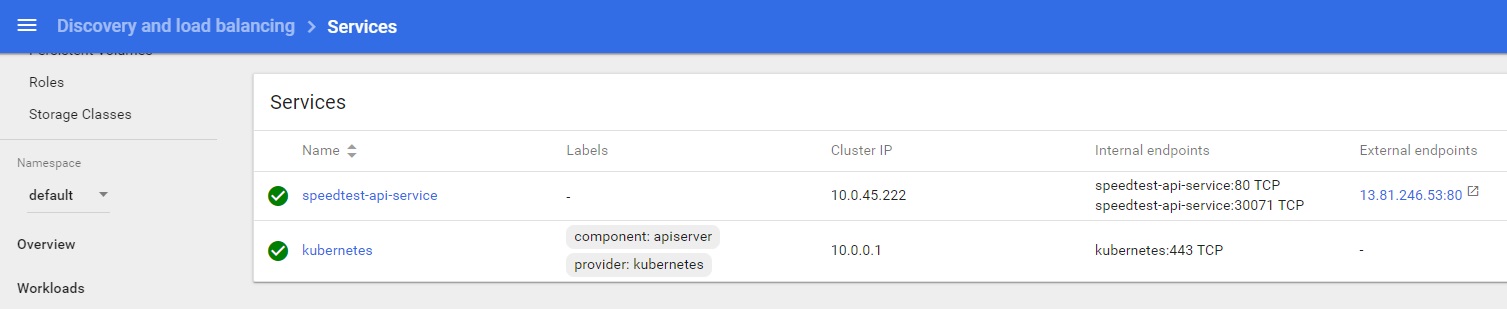 Discovery and load balancing > Services
Persistent Volumes
Roles
Storage Classes
Namespace
default
Overview
Workloads
Services
Name Labels Cluster IP Internal endpoints External endpoints
speedtest-api-service - 10.0.45.222 speedtest-api-service:80 TCP 13.81.246.53:80
speedtest-api-service:30071 TCP
kubernetes component: apiserver 10.0.0.1 kubernetes:443 TCP -
provider: kubernetes